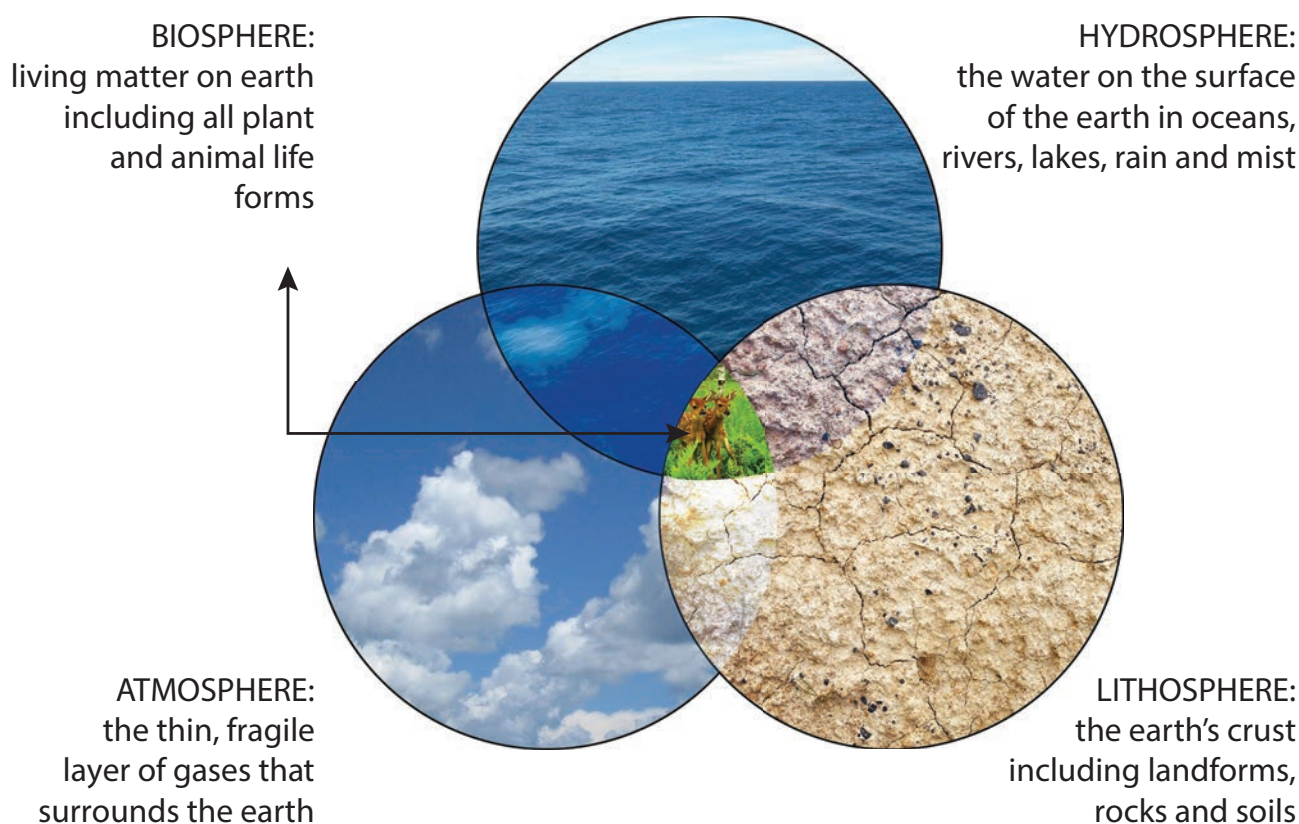 BIOSPHERE:
living matter on earth
including all plant
and animal life
forms
HYDROSPHERE:
the water on the surface
of the earth in oceans,
rivers, lakes, rain and mist
ATMOSPHERE:
the thin, fragile
layer of gases that
surrounds the earth
LITHOSPHERE:
the earth’s crust
including landforms,
rocks and soils